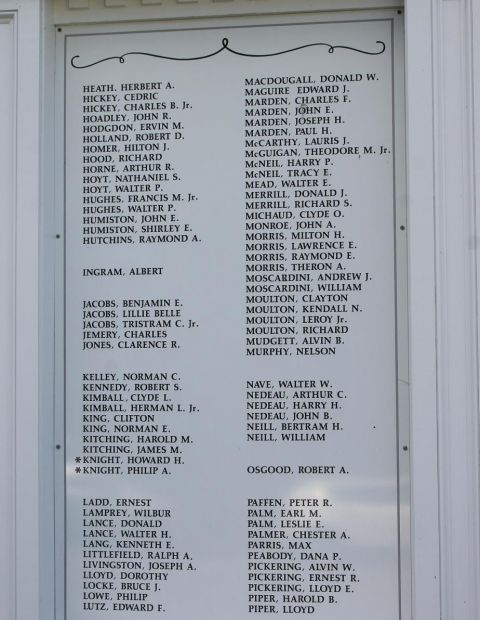 HEATH, HERBERT A.
HICKEY, CEDRIC
HICKEY, CHARLES B. Jr.
HOADLEY, JOHN R.
HODGDON, ERVIN M.
HOLLAND, ROBERT D.
HOMER, HILTON J.
HOOD, RICHARD
HORNE, ARTHUR R.
HOYT, NATHANIEL S.
HOYT, WALTER P.
HUGHES, FRANCIS M. Jr.
HUGHES, WALTER P.
HUMISTON, JOHN E.
HUMISTON, SHIRLEY E.
HUTCHINS, RAYMOND A.
INGRAM, ALBERT
JACOBS, BENJAMIN E.
JACOBS, LILLIE BELLE
JACOBS, TRISTRAM C. Jr.
JEMERY, CHARLES
JONES, CLARENCE R.
KELLEY, NORMAN C.
KENNEDY, ROBERT S.
KIMBALL, CLYDE L.
KIMBALL, HERMAN L. Jr.
KING, CLIFTON
KING, NORMAN E.
KITCHING, HAROLD M.
KITCHING, JAMES M.
*KNIGHT, HOWARD H.
*KNIGHT, PHILIP A.
LADD, ERNEST
LAMPREY, WILBUR
LANCE, DONALD
LANCE, WALTER H.
LANG, KENNETH E.
LITTLEFIELD, RALPH A.
LIVINGSTON, JOSEPH A.
LLOYD, DOROTHY
LOCKE, BRUCE J.
LOWE, PHILIP
LUTZ, EDWARD F.
MACDOUGALL, DONALD W.
MAGUIRE EDWARD J.
MARDEN, CHARLES F.
MARDEN, JOHN E.
MARDEN, JOSEPH H.
MARDEN, PAUL H.
McCARTHY, LAURIS J.
McGUIGAN, THEODORE M. Jr.
McNEIL, HARRY P.
McNEIL, TRACY E.
MEAD, WALTER E.
MERRILL, DONALD J.
MERRILL, RICHARD S.
MICHAUD, CLYDE O.
MONROE, JOHN A.
MORRIS, MILTON H.
MORRIS, LAWRENCE E.
MORRIS, RAYMOND E.
MORRIS, THERON A.
MOSCARDINI, ANDREW J.
MOSCARDINI, WILLIAM
MOULTON, CLAYTON
MOULTON, KENDALL N.
MOULTON, LEROY Jr.
MOULTON, RICHARD
MUDGETT, ALVIN B.
MURPHY, NELSON
NAVE, WALTER W.
NEDEAU, ARTHUR C.
NEDEAU, HARRY H.
NEDEAU, JOHN B.
NEILL, BERTRAM H.
NEILL, WILLIAM
OSGOOD, ROBERT A.
PAFFEN, PETER R.
PALM, EARL M.
PALM, LESLIE E.
PALMER, CHESTER A.
PARRIS, MAX
PEABODY, DANA P.
PICKERING, ALVIN W.
PICKERING, ERNEST R.
PICKERING, LLOYD E.
PIPER, HAROLD B.
PIPER, LLOYD